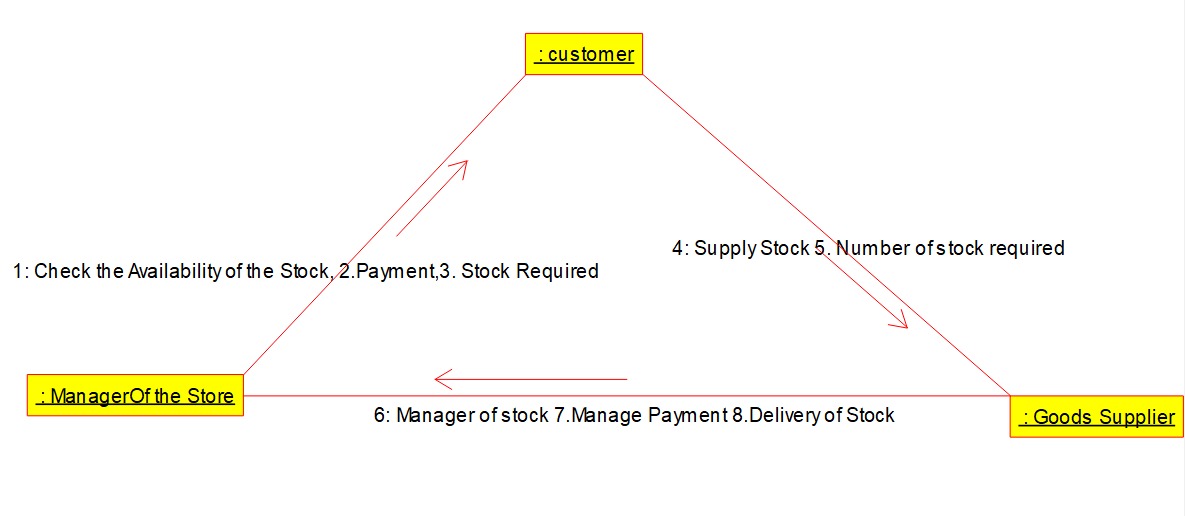 : customer
4: Supply Stock 5. Number of stock required
1: Check the Availability of the Stock, 2.Payment,3. Stock Required
: ManagerOf the Store
6: Manager of stock 7.Manage Payment 8.Delivery of Stock
: Goods Supplier